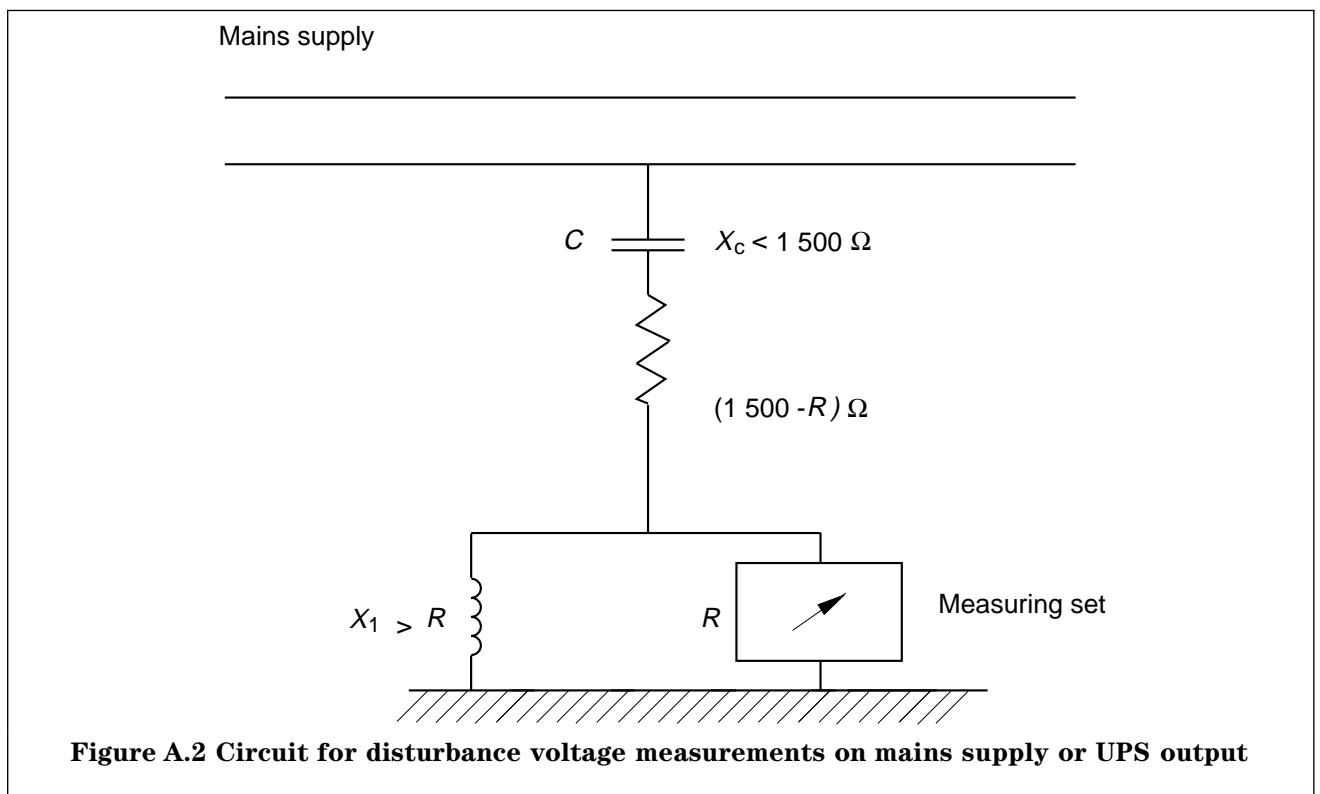 Mains supply
C
Xc < 1 500 Ω
(1 500 -R) Ω
X1 > R
R
Measuring set
Figure A.2 Circuit for disturbance voltage measurements on mains supply or UPS output